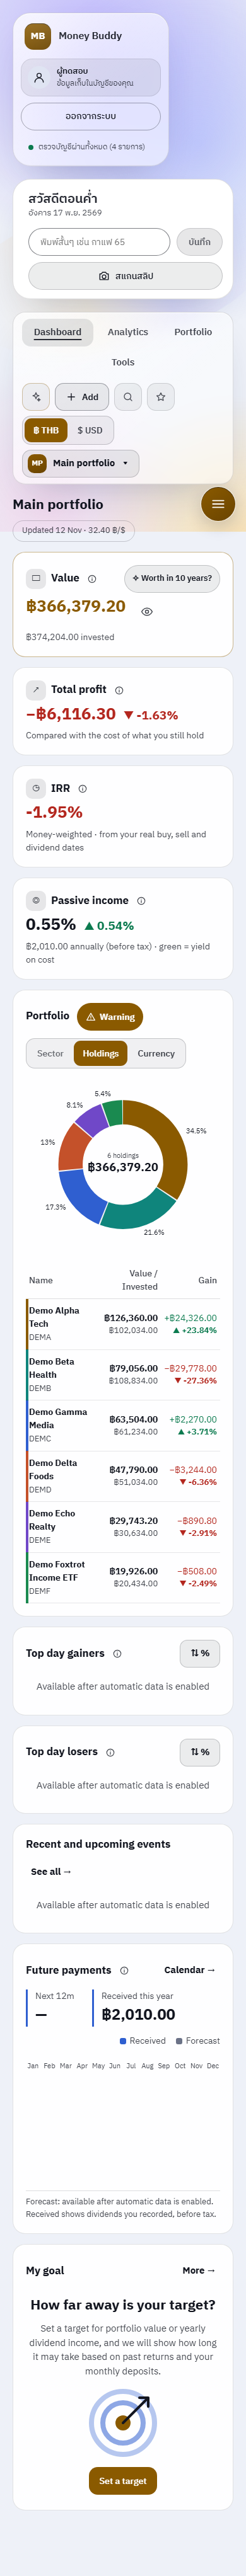 MB Money Buddy
ผู้ทดสอบ
ข้อมูลเก็บในบัญชีของคุณ
ออกจากระบบ
ตรวจบัญชีผ่านทั้งหมด (4 รายการ)
สวัสดีตอนค่ำ
อังคาร 17 พ.ย. 2569
พิมพ์สั้นๆ เช่น กาแฟ 65
บันทึก
สแกนสลิป
Dashboard Analytics Portfolio
Tools
Add
฿ THB $ USD
MP Main portfolio
Main portfolio
Updated 12 Nov · 32.40 ฿/$
Value
Worth in 10 years?
฿366,379.20
฿374,204.00 invested
Total profit
−฿6,116.30 ▼ -1.63%
Compared with the cost of what you still hold
IRR
-1.95%
Money-weighted · from your real buy, sell and
dividend dates
Passive income
0.55% ▲ 0.54%
฿2,010.00 annually (before tax) · green = yield
on cost
Portfolio Warning
Sector Holdings Currency
5.4%
8.1%
34.5%
13%
6 holdings
฿366,379.20
17.3%
21.6%
Name Value / Invested Gain
Demo Alpha Tech
DEMA
฿126,360.00
฿102,034.00
+฿24,326.00
▲ +23.84%
Demo Beta Health
DEMB
฿79,056.00
฿108,834.00
−฿29,778.00
▼ -27.36%
Demo Gamma Media
DEMC
฿63,504.00
฿61,234.00
+฿2,270.00
▲ +3.71%
Demo Delta Foods
DEMD
฿47,790.00
฿51,034.00
−฿3,244.00
▼ -6.36%
Demo Echo Realty
DEME
฿29,743.20
฿30,634.00
−฿890.80
▼ -2.91%
Demo Foxtrot Income ETF
DEMF
฿19,926.00
฿20,434.00
−฿508.00
▼ -2.49%
Top day gainers
⇅ %
Available after automatic data is enabled
Top day losers
⇅ %
Available after automatic data is enabled
Recent and upcoming events
See all →
Available after automatic data is enabled
Future payments
Calendar →
Next 12m
—
Received this year
฿2,010.00
Received Forecast
Jan Feb Mar Apr May Jun Jul Aug Sep Oct Nov Dec
Forecast: available after automatic data is enabled.
Received shows dividends you recorded, before tax.
My goal
More →
How far away is your target?
Set a target for portfolio value or yearly
dividend income, and we will show how long
it may take based on past returns and your
monthly deposits.
Set a target